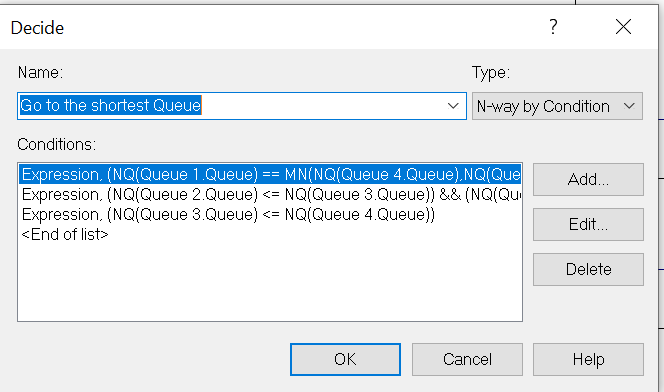 Decide
?
Name:
Type:
Go to the shortest Queue
N-way by Condition
Conditions:
Expression, (NQ(Queue 1.Queue) == MN(NQ(Queue 4.Queue),NQ(Que
Expression, (NQ(Queue 2.Queue) <= NQ(Queue 3.Queue)) && (NQ(Qu
Expression, (NQ(Queue 3.Queue) <= NQ(Queue 4.Queue))
<End of list>
Add...
Edit...
Delete
OK
Cancel
Help